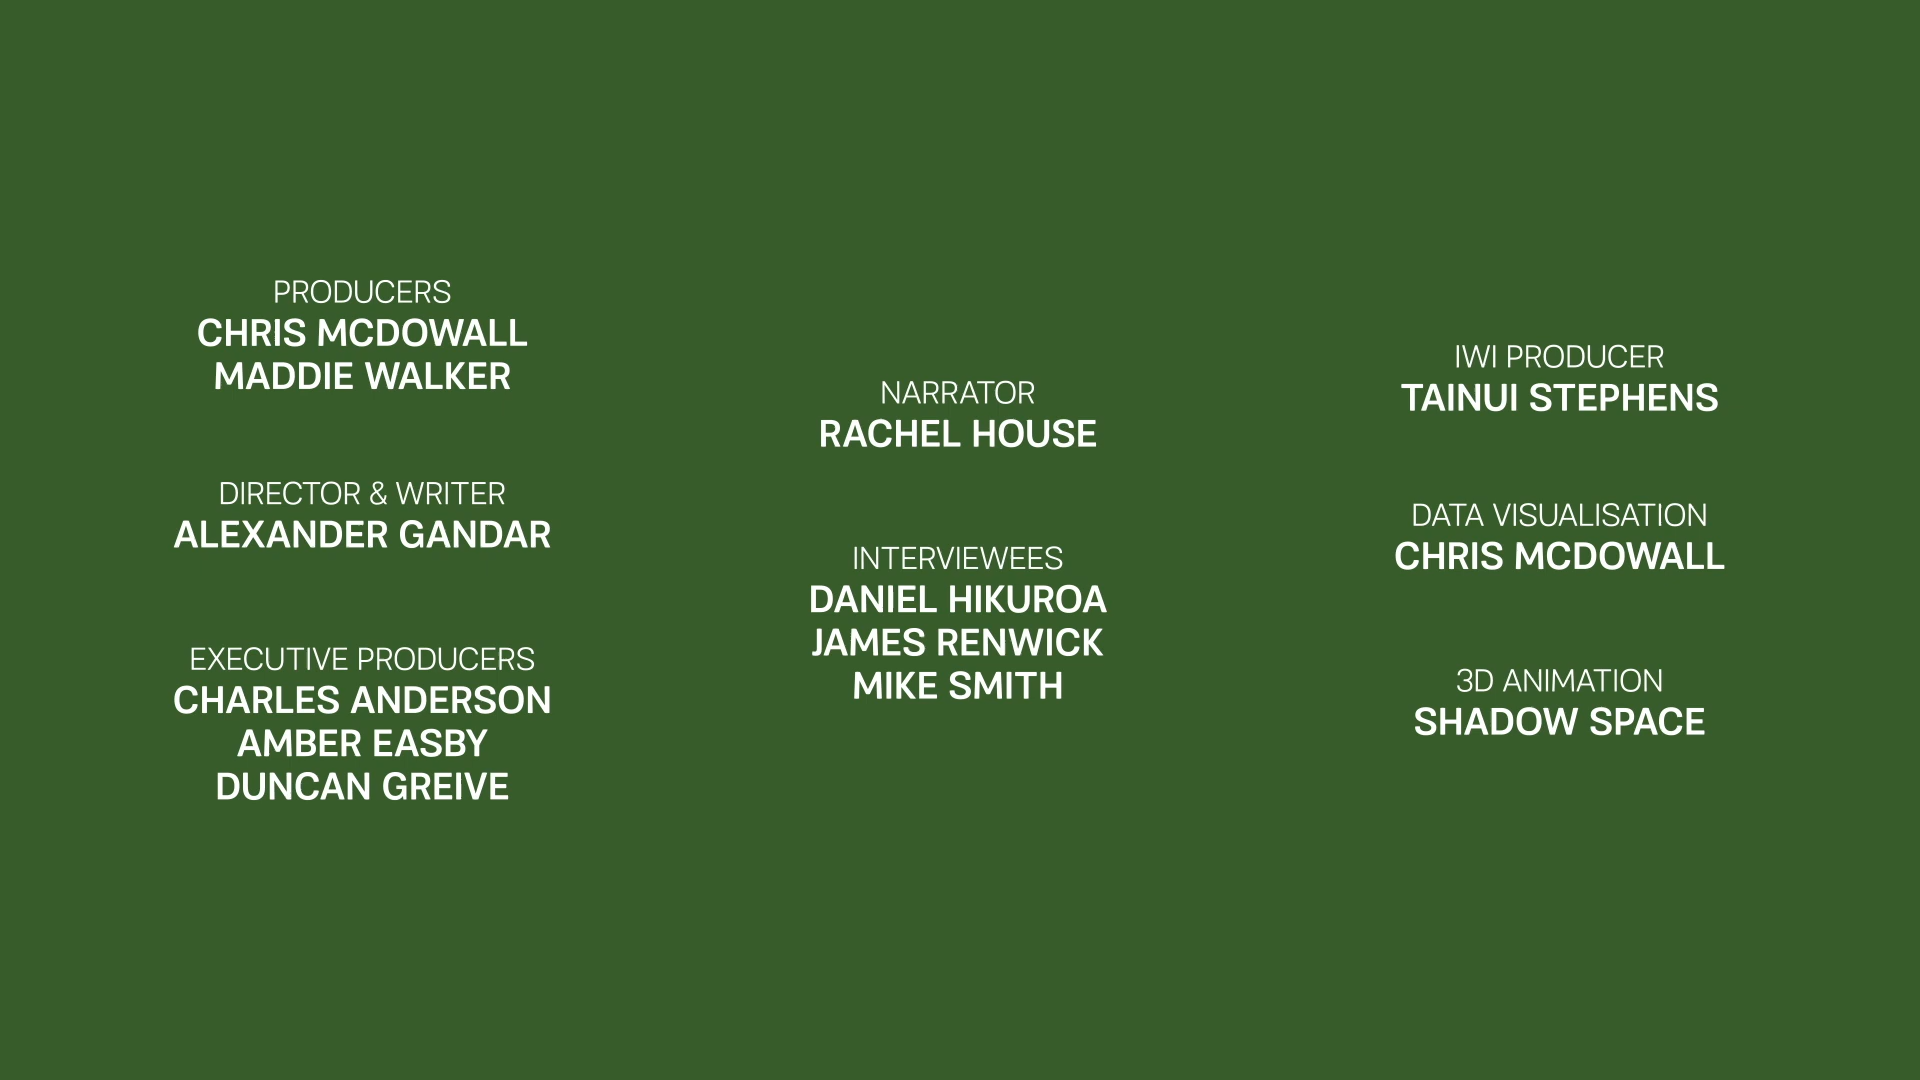 PRODUCERS
CHRIS MCDOWALL
MADDIE WALKER
DIRECTOR & WRITER
ALEXANDER GANDAR
EXECUTIVE PRODUCERS
CHARLES ANDERSON
AMBER EASBY
DUNCAN GREIVE
NARRATOR
RACHEL HOUSE
INTERVIEWEES
DANIEL HIKUROA
JAMES RENWICK
MIKE SMITH
IWI PRODUCER
TAINUI STEPHENS
DATA VISUALISATION
CHRIS MCDOWALL
3D ANIMATION
SHADOW SPACE